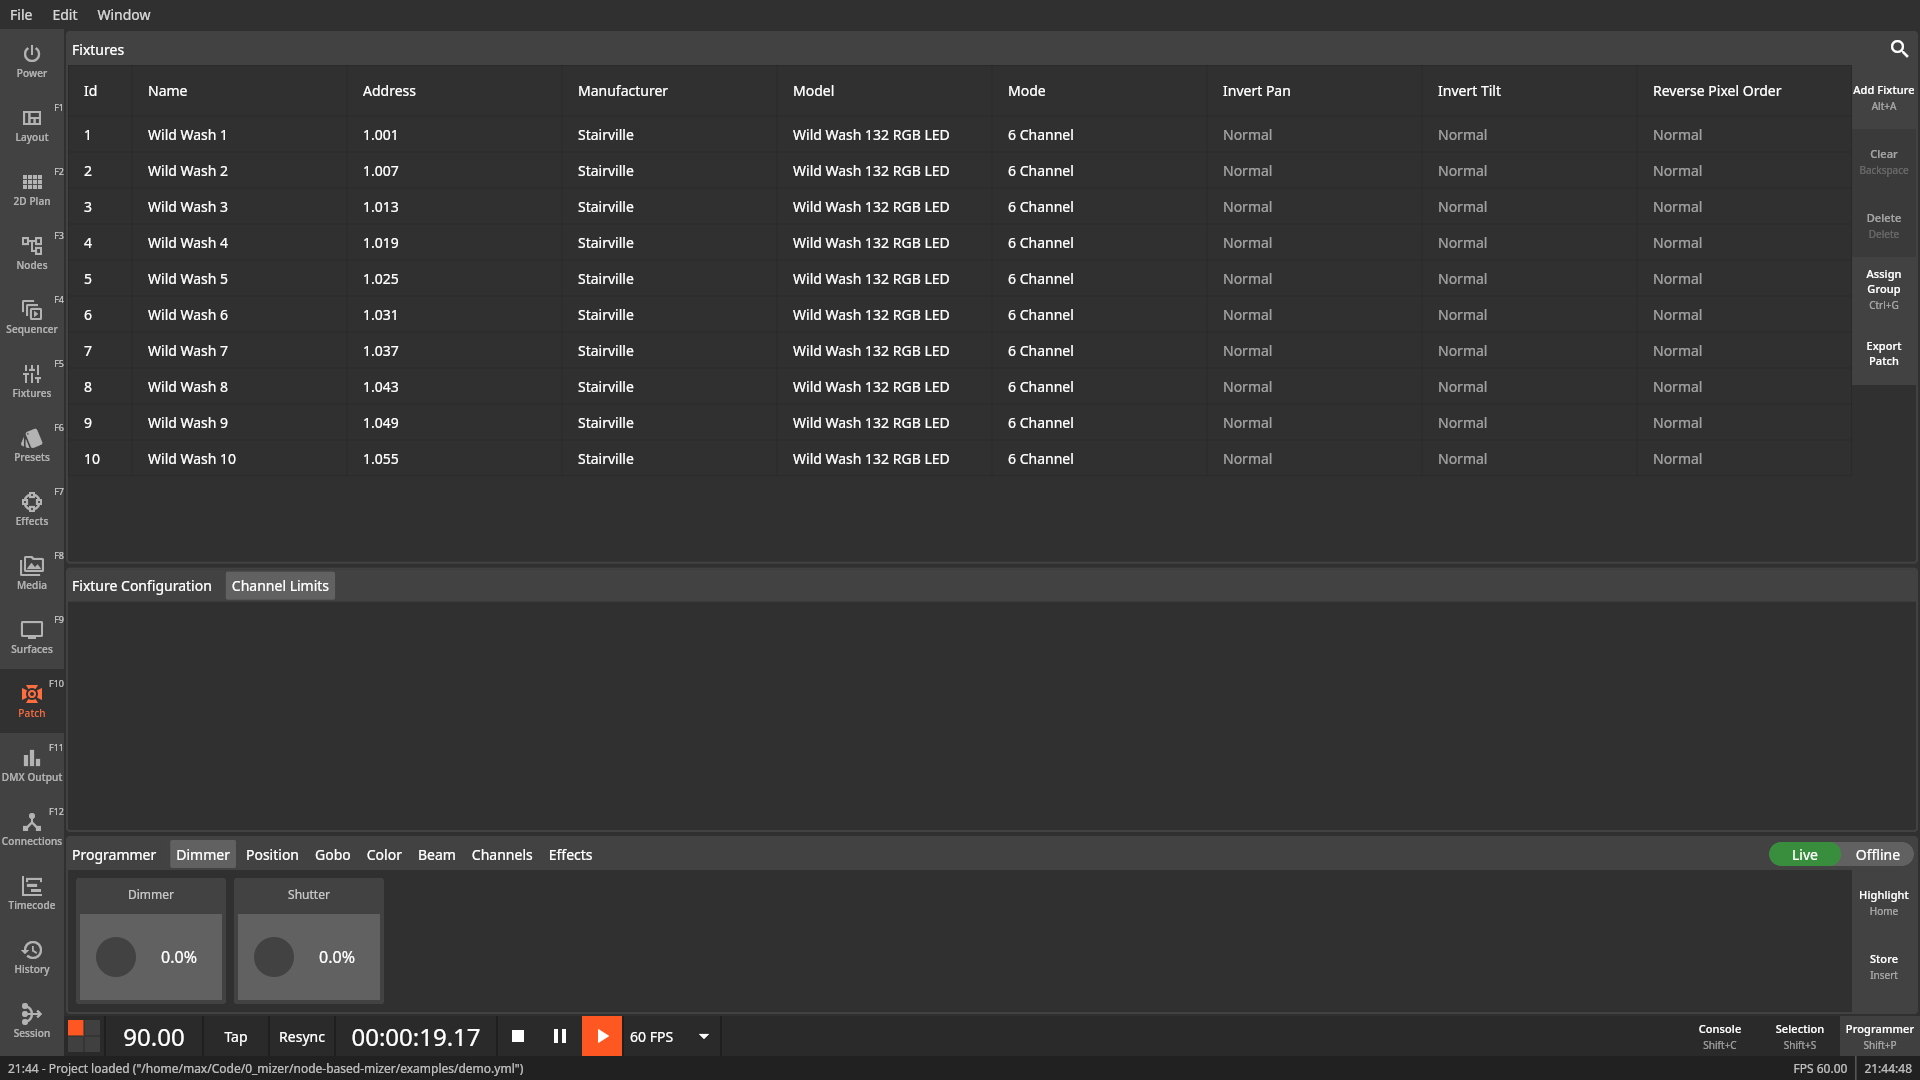 File Edit Window
Power
F1
Layout
F2
2D Plan
F3
Nodes
F4
Sequencer
F5
Fixtures
F6
Presets
F7
Effects
F8
Media
F9
Surfaces
F10
Patch
F11
DMX Output
F12
Connections
Timecode
History
Session
Fixtures
Id Name Address Manufacturer Model Mode Invert Pan Invert Tilt Reverse Pixel Order
1 Wild Wash 1 1.001 Stairville Wild Wash 132 RGB LED 6 Channel Normal Normal Normal
2 Wild Wash 2 1.007 Stairville Wild Wash 132 RGB LED 6 Channel Normal Normal Normal
3 Wild Wash 3 1.013 Stairville Wild Wash 132 RGB LED 6 Channel Normal Normal Normal
4 Wild Wash 4 1.019 Stairville Wild Wash 132 RGB LED 6 Channel Normal Normal Normal
5 Wild Wash 5 1.025 Stairville Wild Wash 132 RGB LED 6 Channel Normal Normal Normal
6 Wild Wash 6 1.031 Stairville Wild Wash 132 RGB LED 6 Channel Normal Normal Normal
7 Wild Wash 7 1.037 Stairville Wild Wash 132 RGB LED 6 Channel Normal Normal Normal
8 Wild Wash 8 1.043 Stairville Wild Wash 132 RGB LED 6 Channel Normal Normal Normal
9 Wild Wash 9 1.049 Stairville Wild Wash 132 RGB LED 6 Channel Normal Normal Normal
10 Wild Wash 10 1.055 Stairville Wild Wash 132 RGB LED 6 Channel Normal Normal Normal
Add Fixture
Alt+A
Clear
Backspace
Delete
Delete
Assign
Group
Ctrl+G
Export
Patch
Fixture Configuration Channel Limits
Programmer Dimmer Position Gobo Color Beam Channels Effects Live Offline
Dimmer Shutter
0.0% 0.0%
Highlight
Home
Store
Insert
90.00 Tap Resync 00:00:19.17 60 FPS
Console
Shift+C
Selection
Shift+S
Programmer
Shift+P
21:44 - Project loaded ("/home/max/Code/0_mizer/node-based-mizer/examples/demo.yml") FPS 60.00 21:44:48